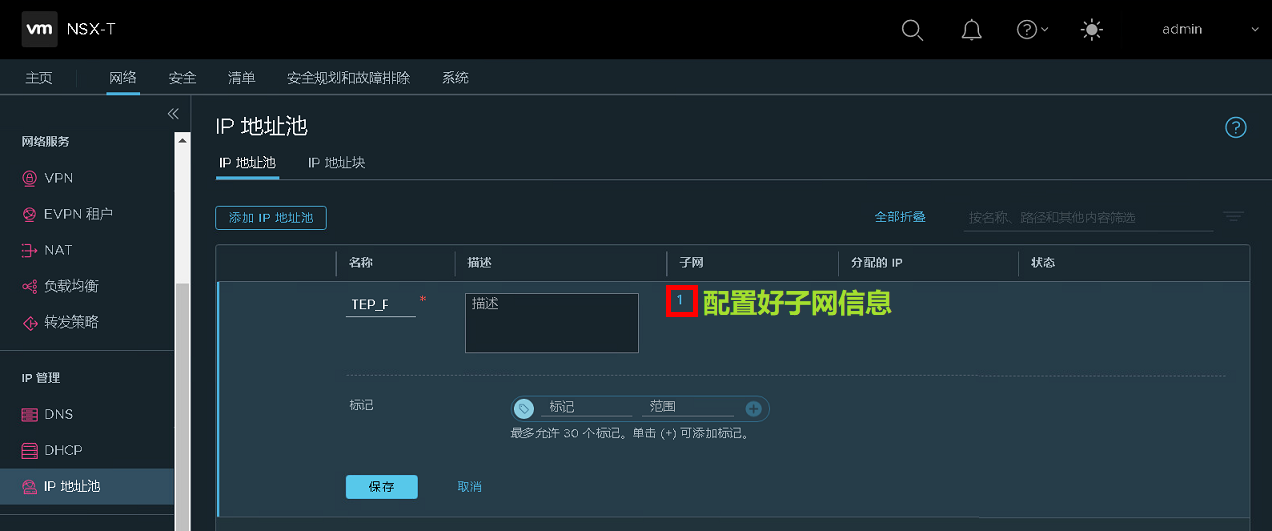 vm NSX-T admin
主页 网络 安全 清单 安全规划和故障排除 系统
网络服务
VPN
EVPN 租户
NAT
负载均衡
转发策略
IP 管理
DNS
DHCP
IP 地址池
IP 地址池
IP 地址池 IP 地址块
添加 IP 地址池 全部折叠 按名称、路径和其他内容筛选
名称 描述 子网 分配的 IP 状态
TEP_P * 描述 1 配置好子网信息
标记 标记 范围
最多允许 30 个标记。单击 (+) 可添加标记。
保存 取消